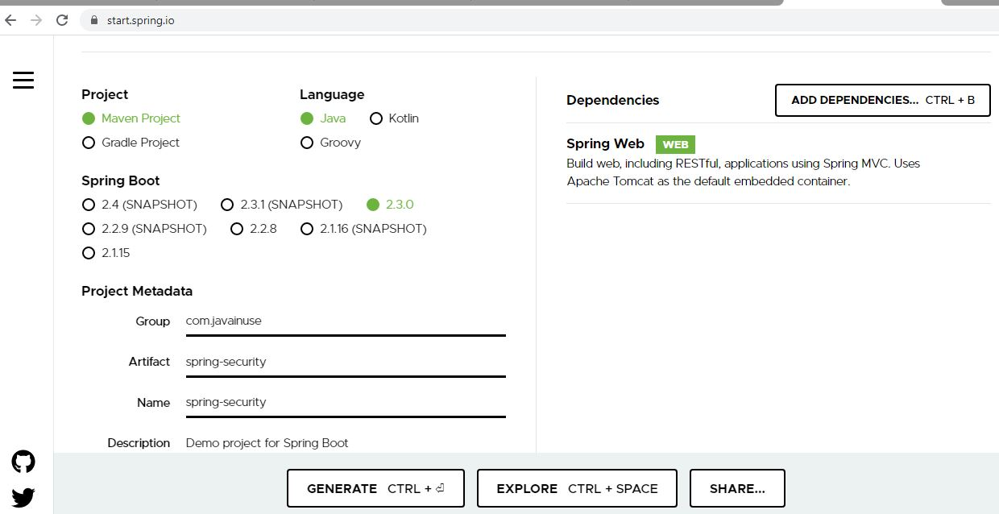 start.spring.io
Project
Maven Project
Gradle Project
Language
Java Kotlin
Groovy
Spring Boot
2.4 (SNAPSHOT) 2.3.1 (SNAPSHOT) 2.3.0
2.2.9 (SNAPSHOT) 2.2.8 2.1.16 (SNAPSHOT)
2.1.15
Project Metadata
Group com.javainuse
Artifact spring-security
Name spring-security
Description Demo project for Spring Boot
Dependencies ADD DEPENDENCIES... CTRL + B
Spring Web WEB
Build web, including RESTful, applications using Spring MVC. Uses
Apache Tomcat as the default embedded container.
GENERATE CTRL + ⏎ EXPLORE CTRL + SPACE SHARE...